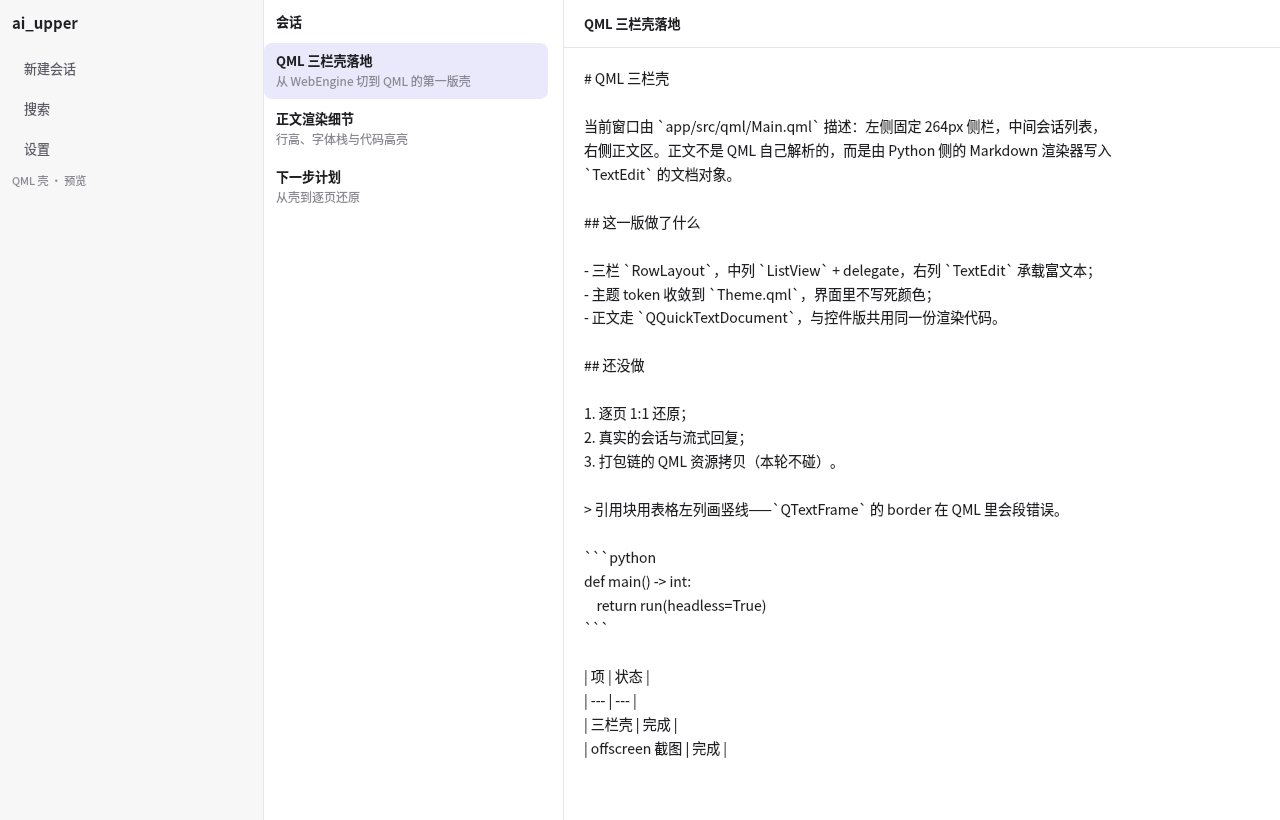 ai_upper
新建会话
搜索
设置
QML 壳 · 预览
会话
QML 三栏壳落地
从 WebEngine 切到 QML 的第一版壳
正文渲染细节
行高、字体栈与代码高亮
下一步计划
从壳到逐页还原
QML 三栏壳落地
# QML 三栏壳
当前窗口由 `app/src/qml/Main.qml` 描述：左侧固定 264px 侧栏，中间会话列表，
右侧正文区。正文不是 QML 自己解析的，而是由 Python 侧的 Markdown 渲染器写入
`TextEdit` 的文档对象。
## 这一版做了什么
- 三栏 `RowLayout`，中列 `ListView` + delegate，右列 `TextEdit` 承载富文本；
- 主题 token 收敛到 `Theme.qml`，界面里不写死颜色；
- 正文走 `QQuickTextDocument`，与控件版共用同一份渲染代码。
## 还没做
1. 逐页 1:1 还原；
2. 真实的会话与流式回复；
3. 打包链的 QML 资源拷贝（本轮不碰）。
> 引用块用表格左列画竖线——`QTextFrame` 的 border 在 QML 里会段错误。
```python
def main() -> int:
    return run(headless=True)
```
| 项 | 状态 |
| --- | --- |
| 三栏壳 | 完成 |
| offscreen 截图 | 完成 |